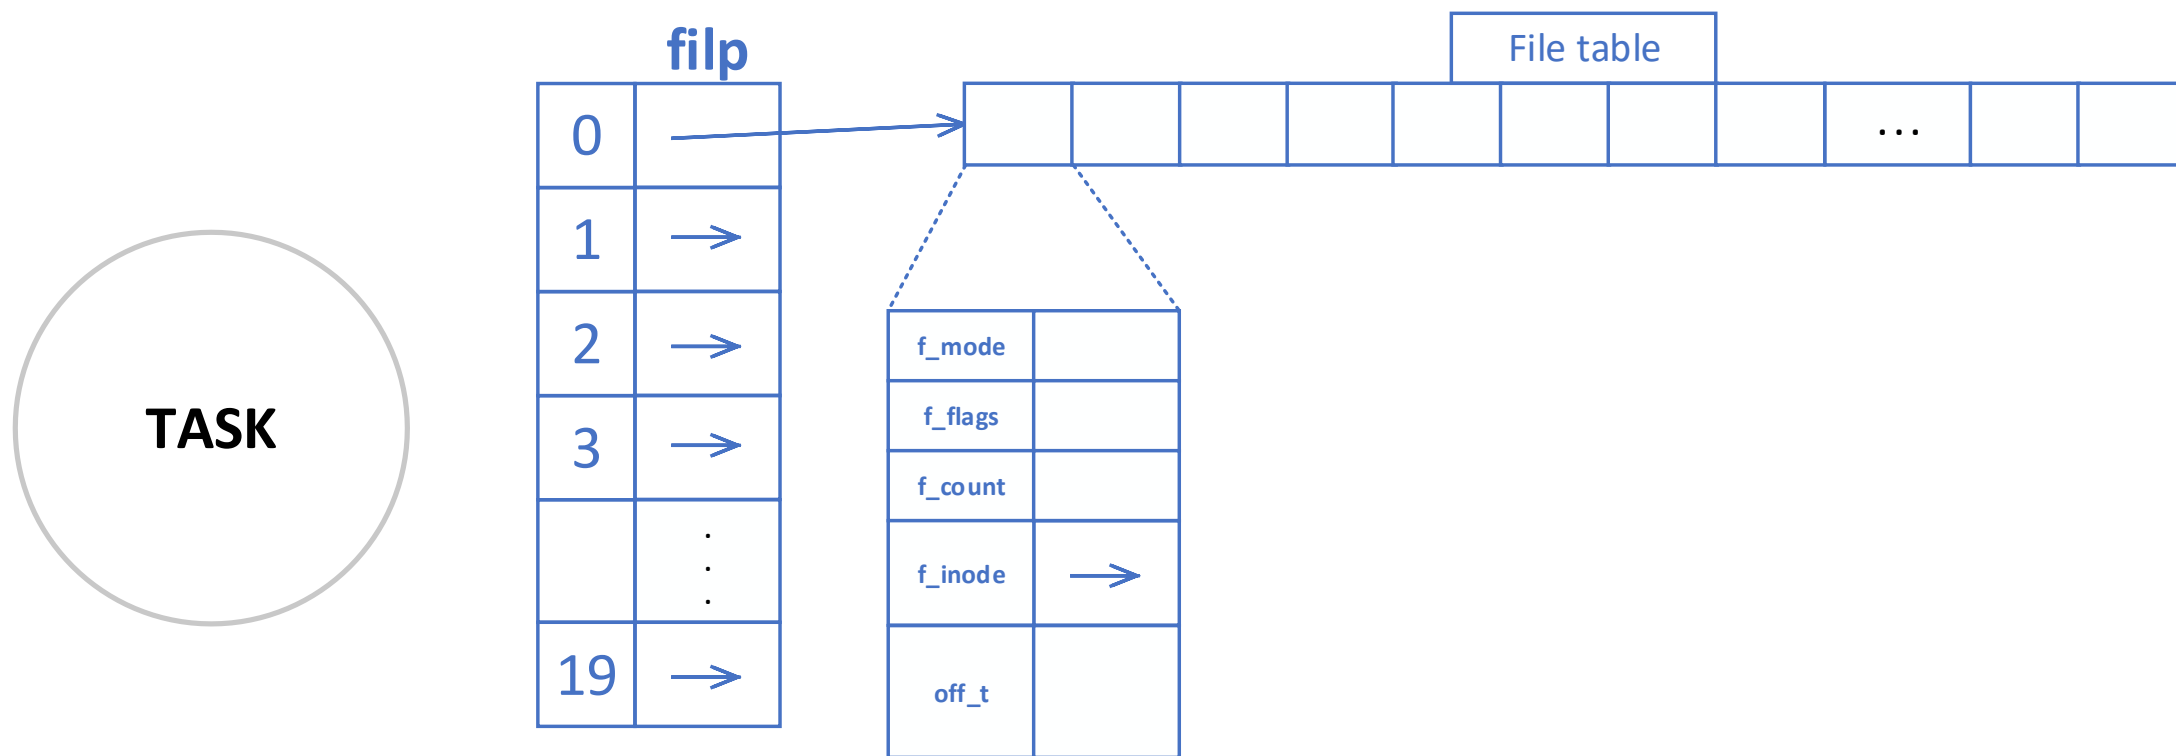 filp
File table
0
1
2
3
.
.
.
19
...
f_mode
f_flags
f_count
f_inode
off_t
TASK